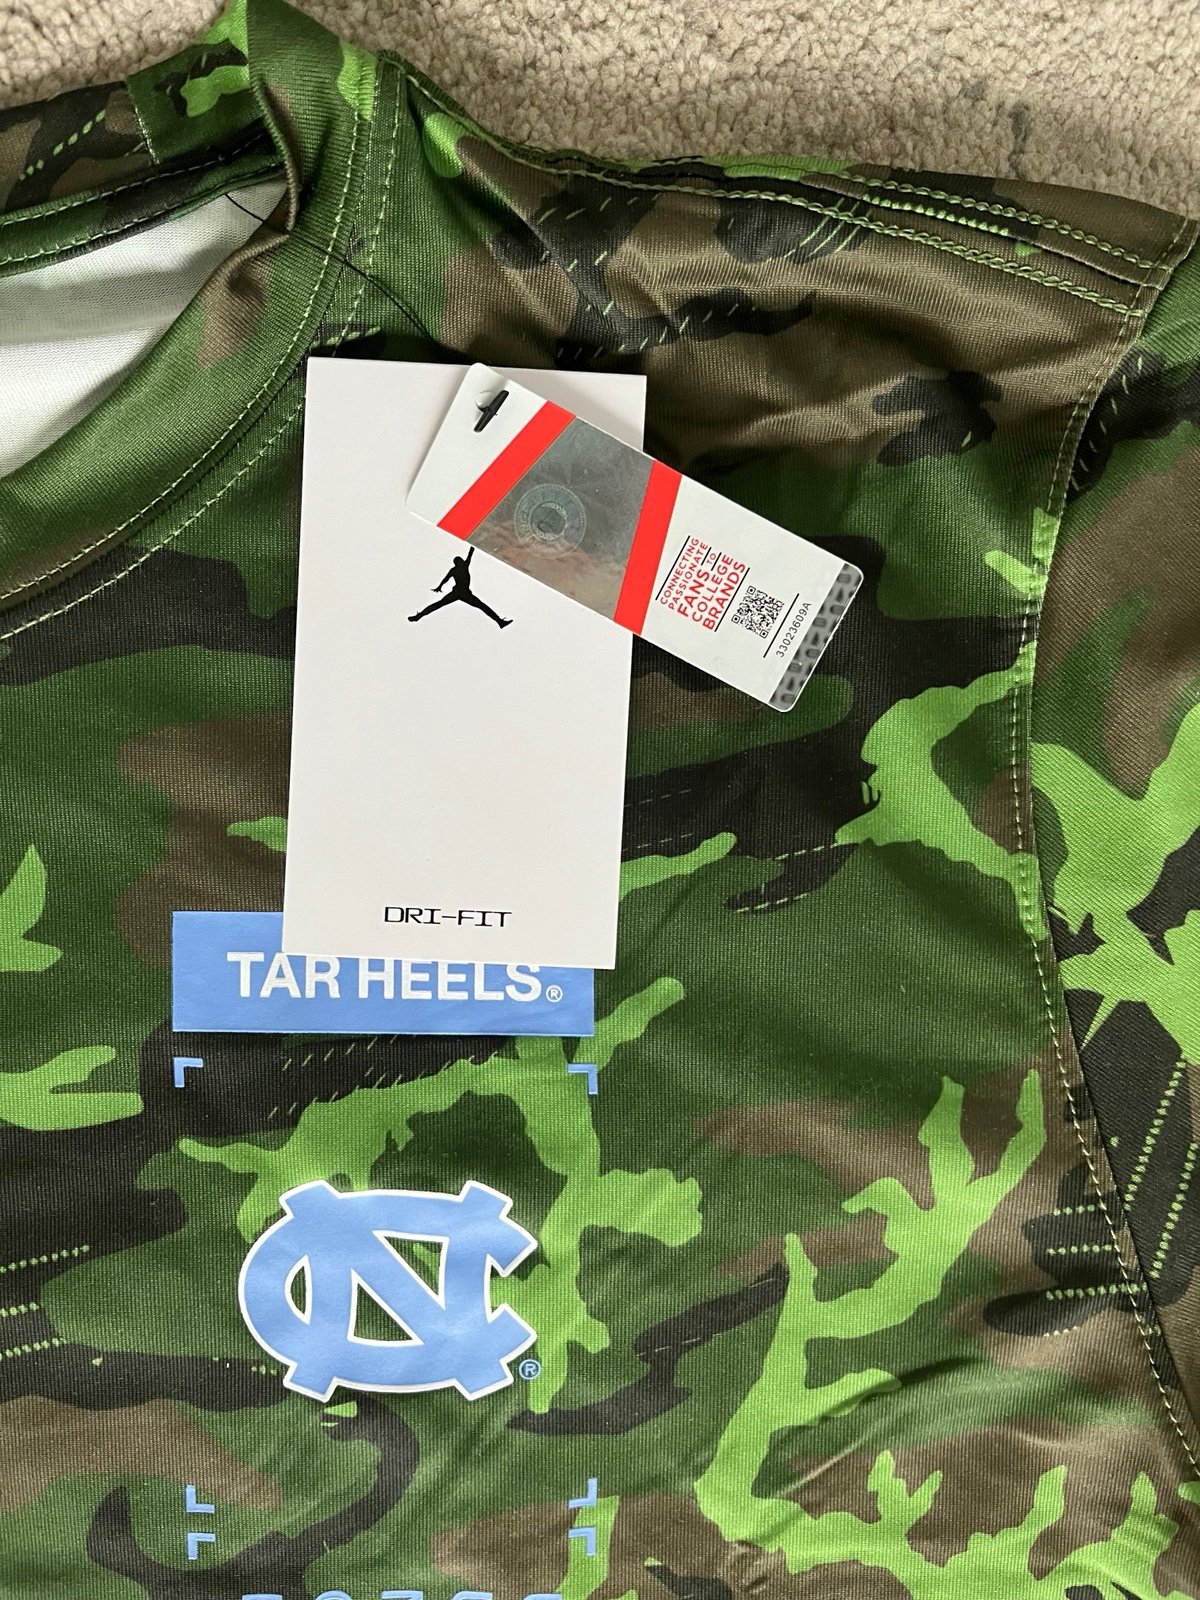 CONNECTING
PASSIONATE
FANS TO
COLLEGE
BRANDS
33023609A
DRI-FIT
TAR HEELS®
NC
®